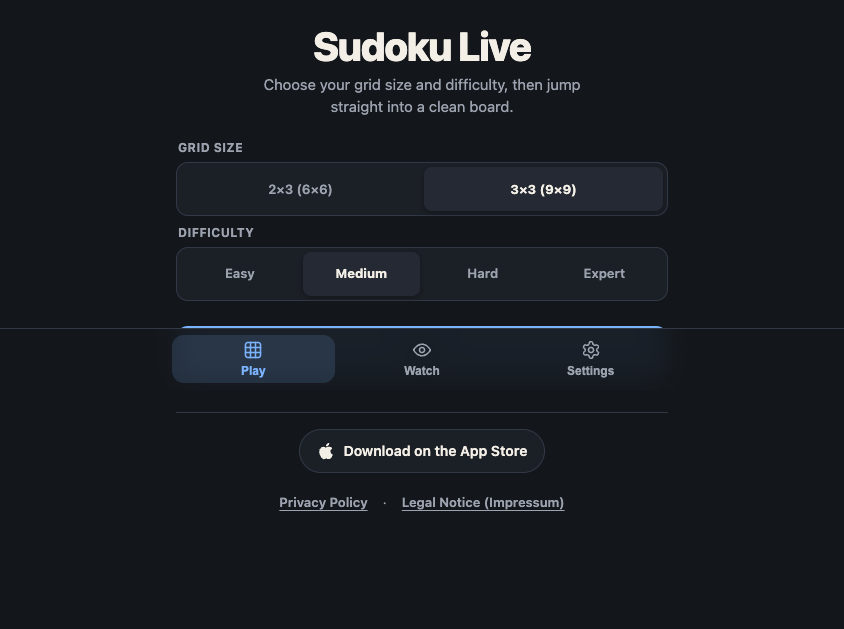 Sudoku Live
Choose your grid size and difficulty, then jump
straight into a clean board.
GRID SIZE
2×3 (6×6) 3×3 (9×9)
DIFFICULTY
Easy Medium Hard Expert
Play Watch Settings
Download on the App Store
Privacy Policy · Legal Notice (Impressum)